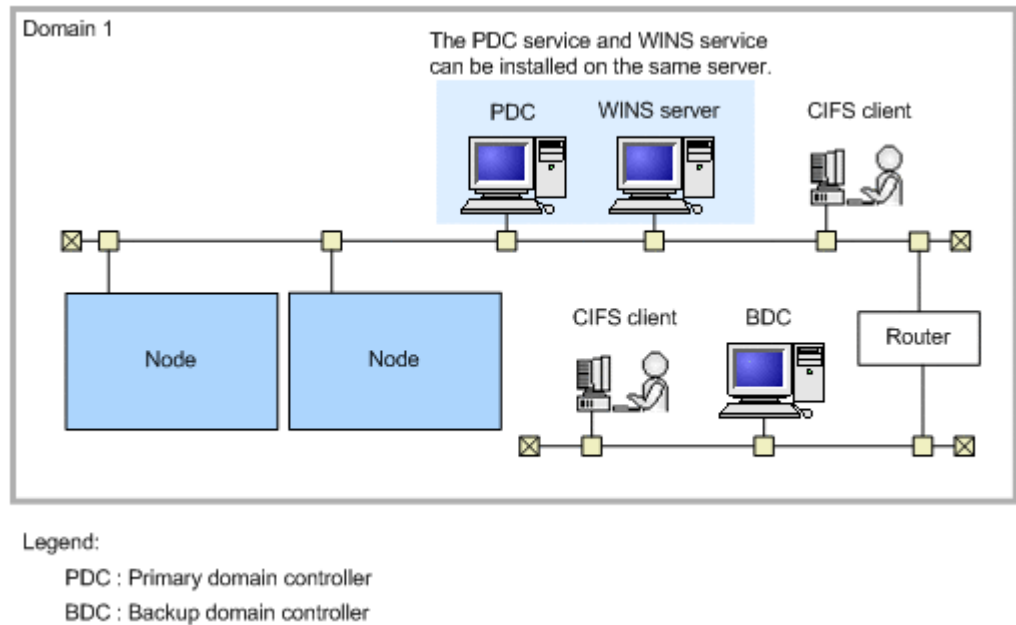 Domain 1
The PDC service and WINS service
can be installed on the same server.
PDC
WINS server
CIFS client
Node
Node
CIFS client
BDC
Router
Legend:
PDC : Primary domain controller
BDC : Backup domain controller